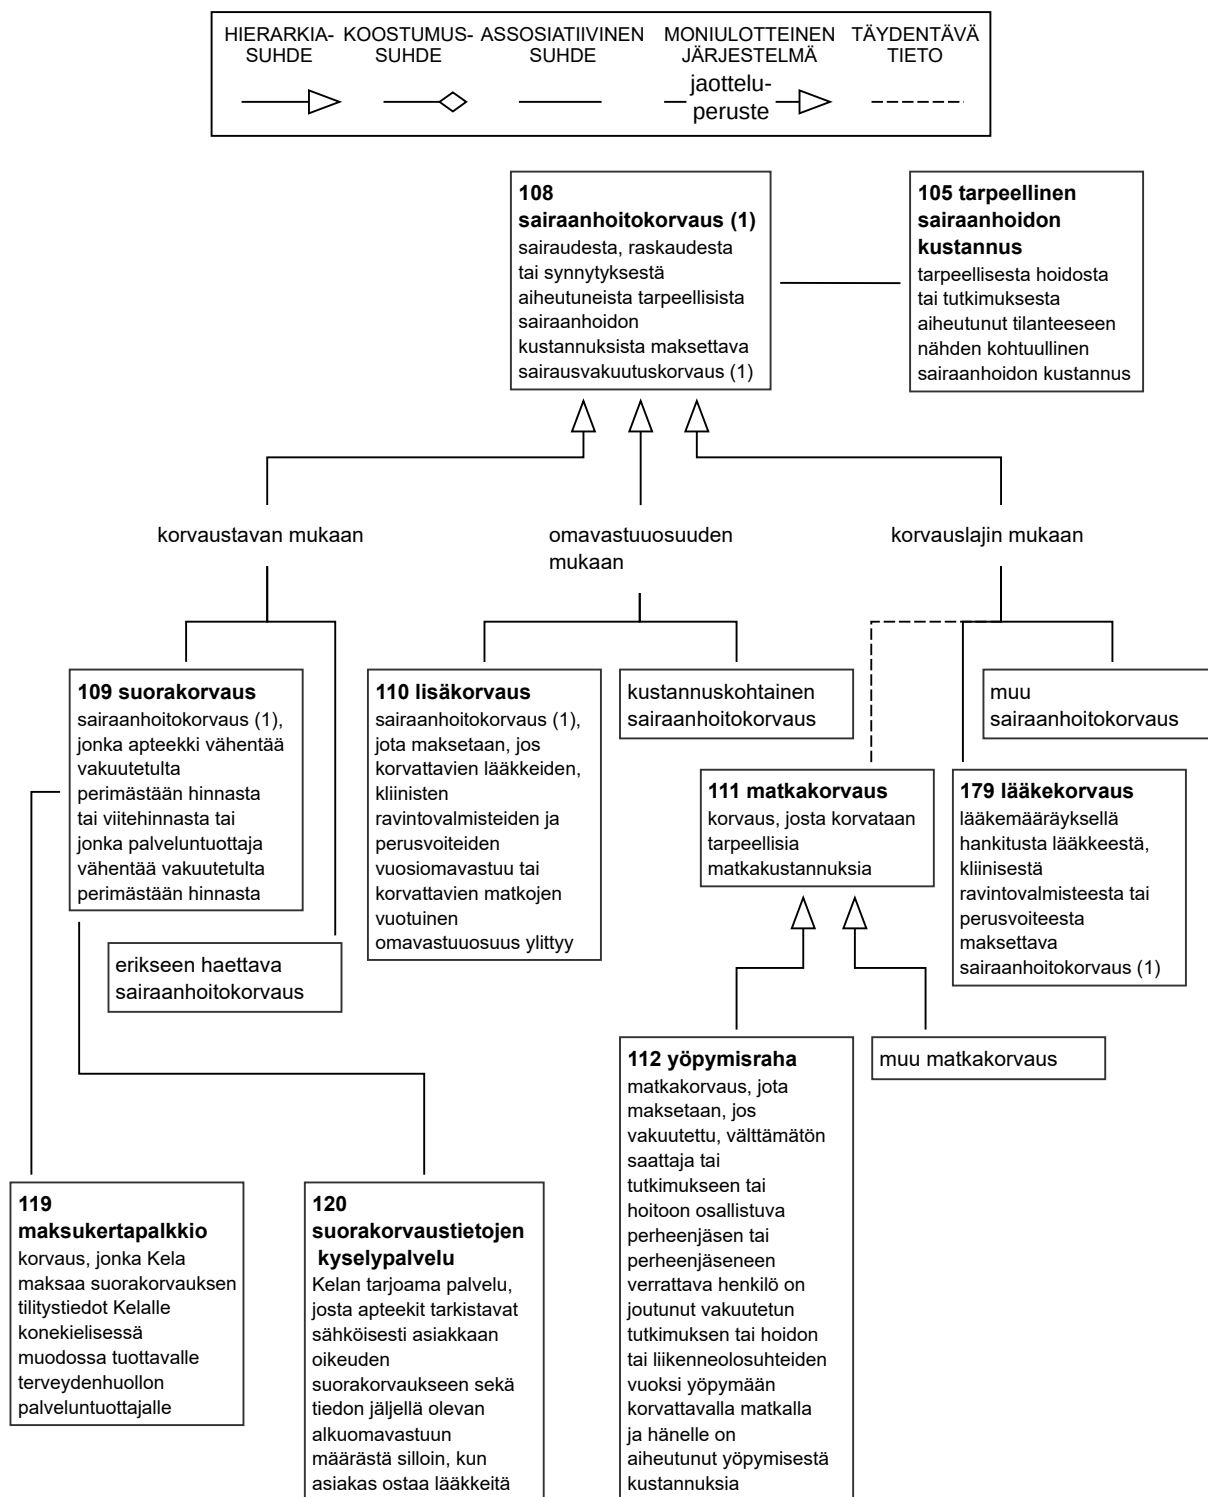 HIERARKIA-
SUHDE
KOOSTUMUS-
SUHDE
ASSOSIATIIVINEN
SUHDE
MONIULOTTEINEN
JÄRJESTELMÄ
TÄYDENTÄVÄ
TIETO
jaottelu-
peruste
108
sairaanhoitokorvaus (1)
sairaudesta, raskaudesta
tai synnytyksestä
aiheutuneista tarpeellisista
sairaanhoidon
kustannuksista maksettava
sairausvakuutuskorvaus (1)
105 tarpeellinen
sairaanhoidon
kustannus
tarpeellisesta hoidosta
tai tutkimuksesta
aiheutunut tilanteeseen
nähden kohtuullinen
sairaanhoidon kustannus
korvaustavan mukaan
omavastuuosuuden
mukaan
korvauslajin mukaan
109 suorakorvaus
sairaanhoitokorvaus (1),
jonka apteekki vähentää
vakuutetulta
perimästään hinnasta
tai viitehinnasta tai
jonka palveluntuottaja
vähentää vakuutetulta
perimästään hinnasta
110 lisäkorvaus
sairaanhoitokorvaus (1),
jota maksetaan, jos
korvattavien lääkkeiden,
kliinisten
ravintovalmisteiden ja
perusvoiteiden
vuosiomavastuu tai
korvattavien matkojen
vuotuinen
omavastuuosuus ylittyy
kustannuskohtainen
sairaanhoitokorvaus
muu
sairaanhoitokorvaus
111 matkakorvaus
korvaus, josta korvataan
tarpeellisia
matkakustannuksia
179 lääkekorvaus
lääkemääräyksellä
hankitusta lääkkeestä,
kliinisestä
ravintovalmisteesta tai
perusvoiteesta
maksettava
sairaanhoitokorvaus (1)
erikseen haettava
sairaanhoitokorvaus
112 yöpymisraha
matkakorvaus, jota
maksetaan, jos
vakuutettu, välttämätön
saattaja tai
tutkimukseen tai
hoitoon osallistuva
perheenjäsen tai
perheenjäseneen
verrattava henkilö on
joutunut vakuutetun
tutkimuksen tai hoidon
tai liikenneolosuhteiden
vuoksi yöpymään
korvattavalla matkalla
ja hänelle on
aiheutunut yöpymisestä
kustannuksia
muu matkakorvaus
119
maksukertapalkkio
korvaus, jonka Kela
maksaa suorakorvauksen
tilitystiedot Kelalle
konekielisessä
muodossa tuottavalle
terveydenhuollon
palveluntuottajalle
120
suorakorvaustietojen
kyselypalvelu
Kelan tarjoama palvelu,
josta apteekit tarkistavat
sähköisesti asiakkaan
oikeuden
suorakorvaukseen sekä
tiedon jäljellä olevan
alkuomavastuun
määrästä silloin, kun
asiakas ostaa lääkkeitä